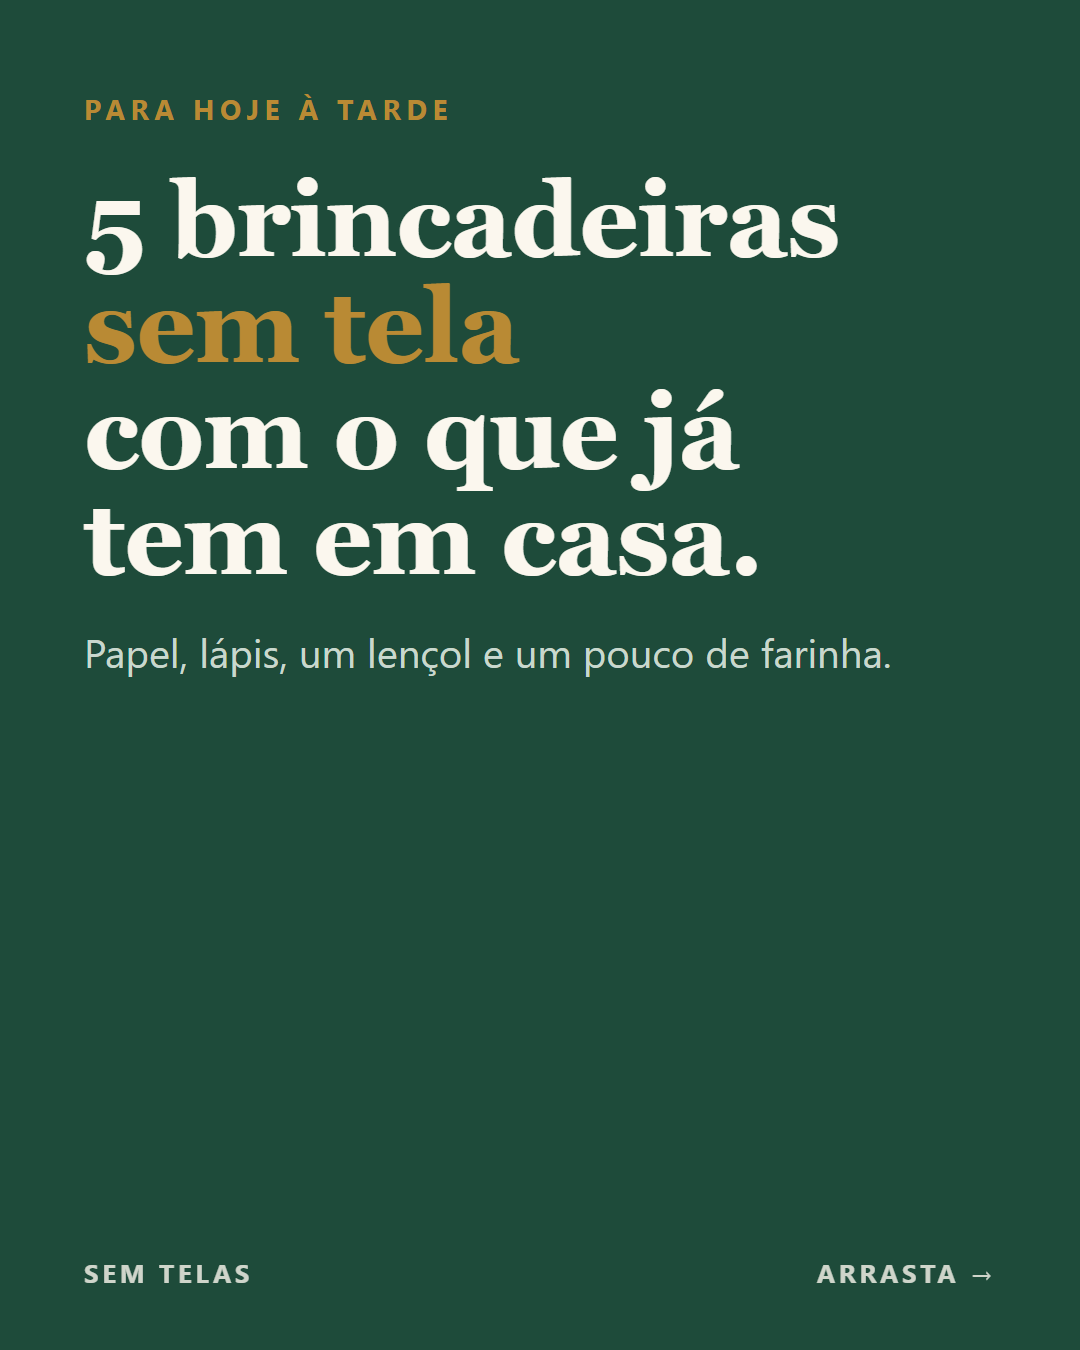 PARA HOJE À TARDE
5 brincadeiras
sem tela
com o que já
tem em casa.
Papel, lápis, um lençol e um pouco de farinha.
SEM TELAS
ARRASTA →